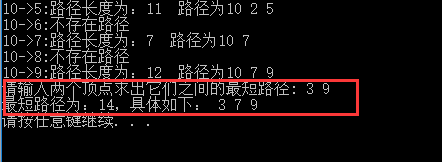 10->5:路径长度为: 11  路径为10 2 5
10->6:不存在路径
10->7:路径长度为: 7  路径为10 7
10->8:不存在路径
10->9:路径长度为: 12  路径为10 7 9
请输入两个顶点求出它们之间的最短路径: 3 9
最短路径为: 14, 具体如下:  3 7 9
请按任意键继续. . .